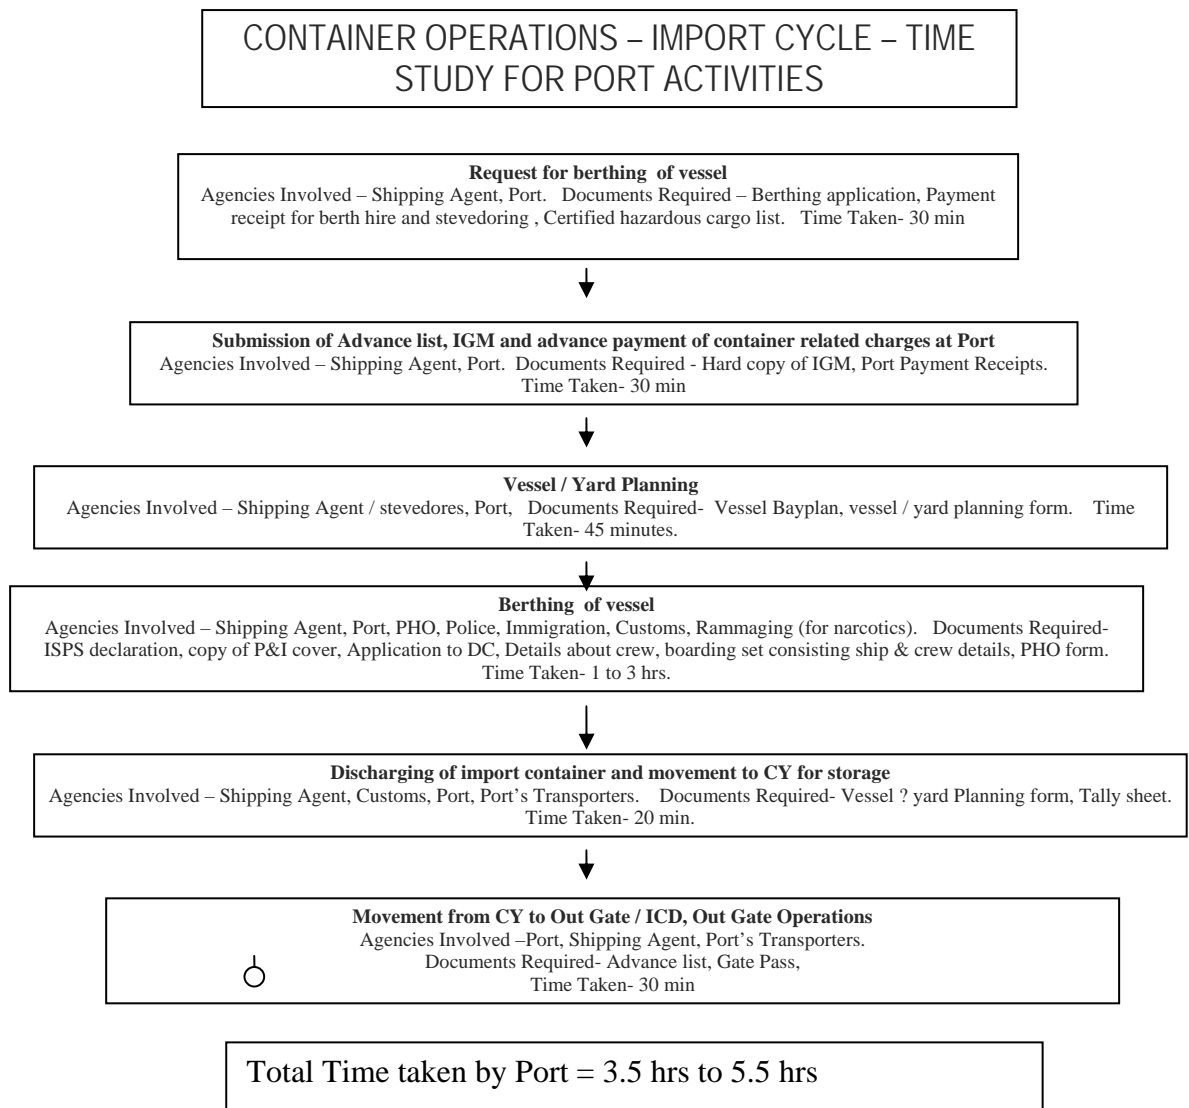 CONTAINER OPERATIONS – IMPORT CYCLE – TIME
STUDY FOR PORT ACTIVITIES
Request for berthing of vessel
Agencies Involved – Shipping Agent, Port. Documents Required – Berthing application, Payment
receipt for berth hire and stevedoring , Certified hazardous cargo list. Time Taken- 30 min
Submission of Advance list, IGM and advance payment of container related charges at Port
Agencies Involved – Shipping Agent, Port. Documents Required - Hard copy of IGM, Port Payment Receipts.
Time Taken- 30 min
Vessel / Yard Planning
Agencies Involved – Shipping Agent / stevedores, Port, Documents Required- Vessel Bayplan, vessel / yard planning form. Time
Taken- 45 minutes.
Berthing of vessel
Agencies Involved – Shipping Agent, Port, PHO, Police, Immigration, Customs, Rammaging (for narcotics). Documents Required-
ISPS declaration, copy of P&I cover, Application to DC, Details about crew, boarding set consisting ship & crew details, PHO form.
Time Taken- 1 to 3 hrs.
Discharging of import container and movement to CY for storage
Agencies Involved – Shipping Agent, Customs, Port, Port’s Transporters. Documents Required- Vessel ? yard Planning form, Tally sheet.
Time Taken- 20 min.
Movement from CY to Out Gate / ICD, Out Gate Operations
Agencies Involved –Port, Shipping Agent, Port’s Transporters.
Documents Required- Advance list, Gate Pass,
Time Taken- 30 min
Total Time taken by Port = 3.5 hrs to 5.5 hrs